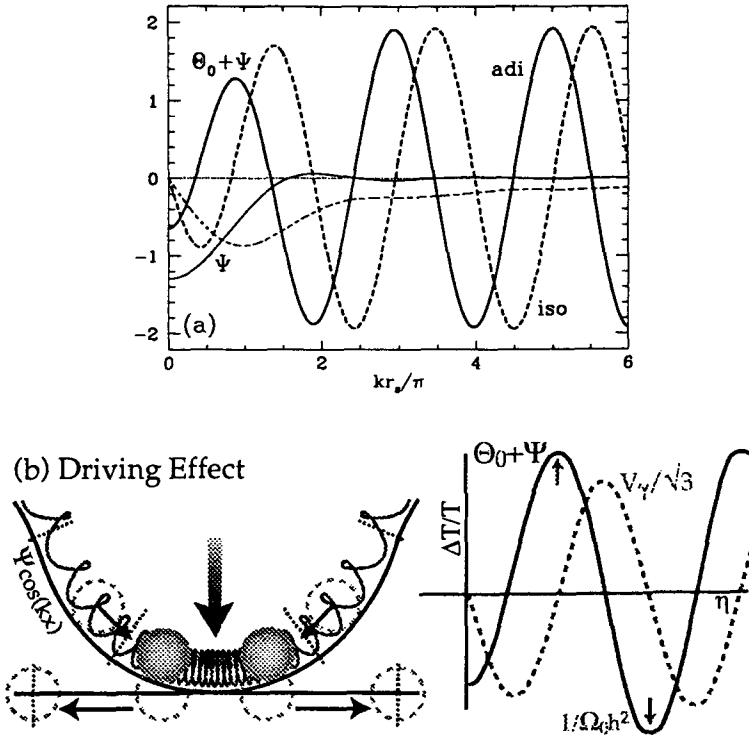 2
1
0
-1
-2
Θ₀+Ψ
adi
Ψ
iso
(a)
0
2
4
6
krₛ/π
(b) Driving Effect
Ψcos(kx)
Θ₀+Ψ
Vγ/√3
ΔT/T
η
1/Ω₀h²